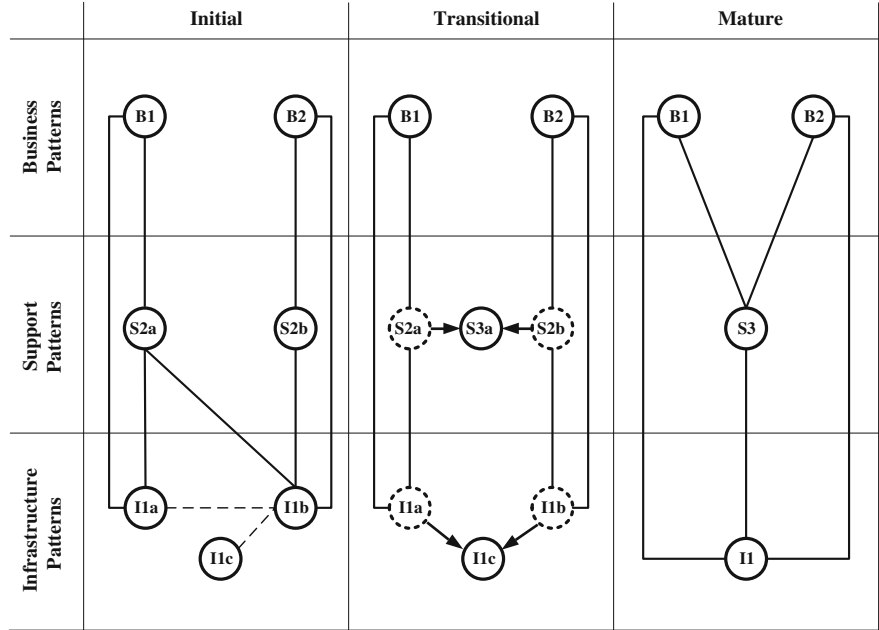 Initial
Transitional
Mature
Business
Patterns
B1
B2
B1
B2
B1
B2
Support
Patterns
S2a
S2b
S2a
S3a
S2b
S3
Infrastructure
Patterns
I1a
I1b
I1c
I1a
I1b
I1c
I1